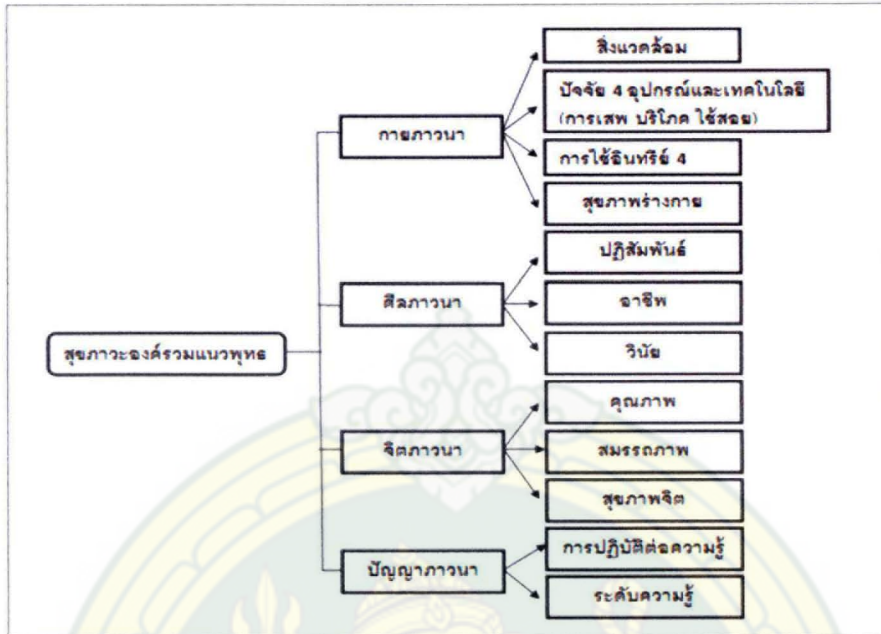 สิ่งแวดล้อม
ปัจจัย 4 อุปกรณ์และเทคโนโลยี
(การเสพ บริโภค ใช้สอย)
กายภาวนา
การใช้อินทรีย์ 4
สุขภาพร่างกาย
ปฏิสัมพันธ์
ศีลภาวนา
อาชีพ
วินัย
สุขภาวะองค์รวมแนวพุทธ
คุณภาพ
จิตภาวนา
สมรรถภาพ
สุขภาพจิต
การปฏิบัติต่อความรู้
ปัญญาภาวนา
ระดับความรู้